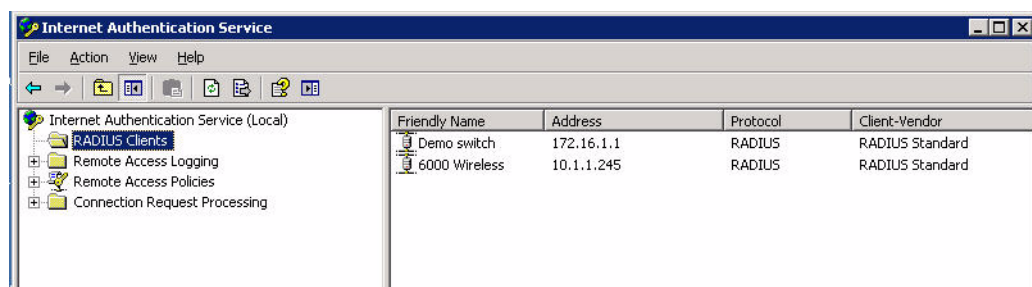 Internet Authentication Service
File Action View Help
Internet Authentication Service (Local)
RADIUS Clients
Remote Access Logging
Remote Access Policies
Connection Request Processing
Friendly Name Address Protocol Client-Vendor
Demo switch 172.16.1.1 RADIUS RADIUS Standard
6000 Wireless 10.1.1.245 RADIUS RADIUS Standard